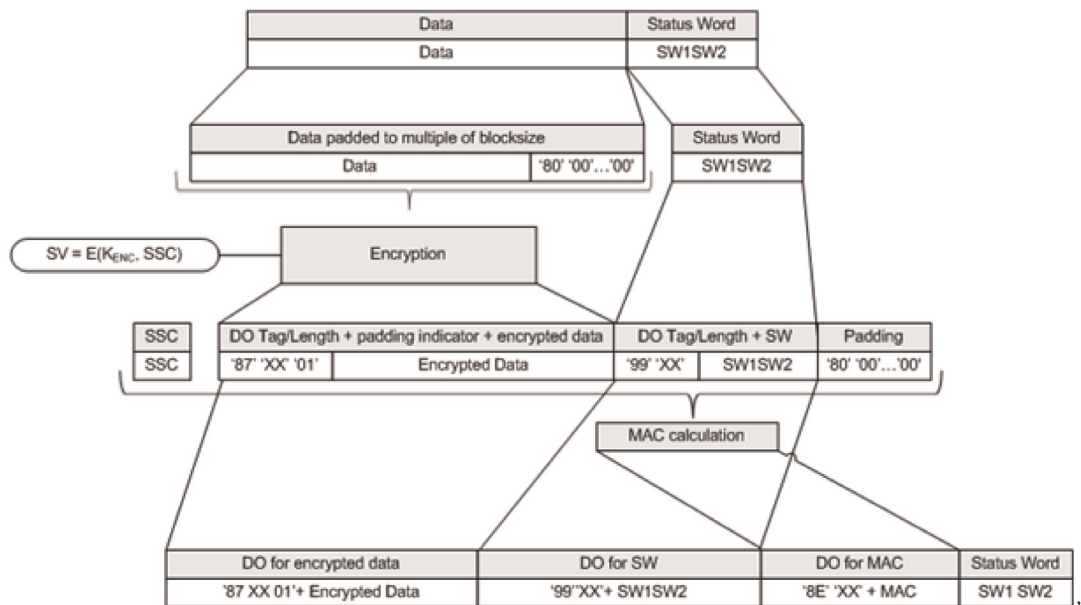 Data Status Word
Data SW1SW2
Data padded to multiple of blocksize Status Word
Data '80' '00'...'00' SW1SW2
SV = E(KENC, SSC) Encryption
SSC DO Tag/Length + padding indicator + encrypted data DO Tag/Length + SW Padding
SSC '87' 'XX' '01' Encrypted Data '99' 'XX' SW1SW2 '80' '00'...'00'
MAC calculation
DO for encrypted data DO for SW DO for MAC Status Word
'87 XX 01'+ Encrypted Data '99''XX'+ SW1SW2 '8E' 'XX' + MAC SW1 SW2 ,